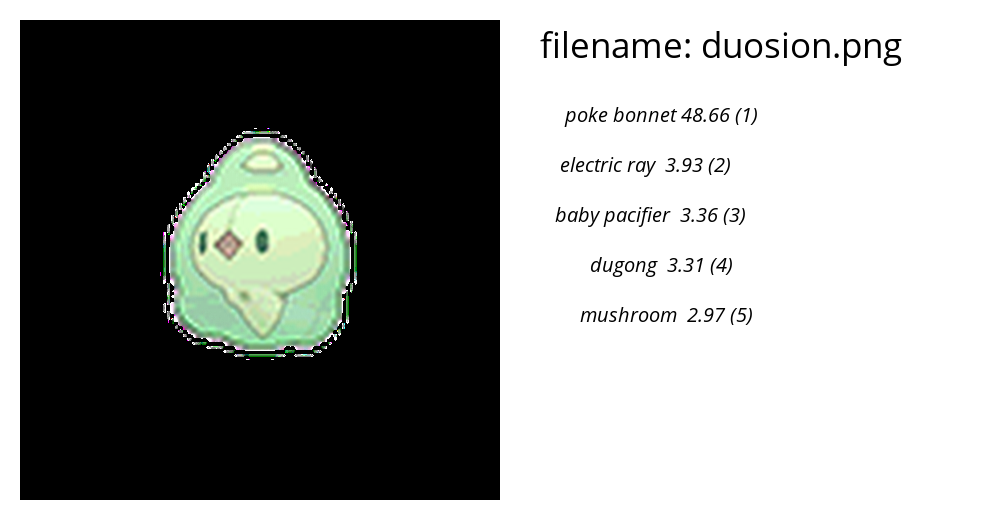 filename: duosion.png
poke bonnet 48.66 (1)
electric ray 3.93 (2)
baby pacifier 3.36 (3)
dugong 3.31 (4)
mushroom 2.97 (5)